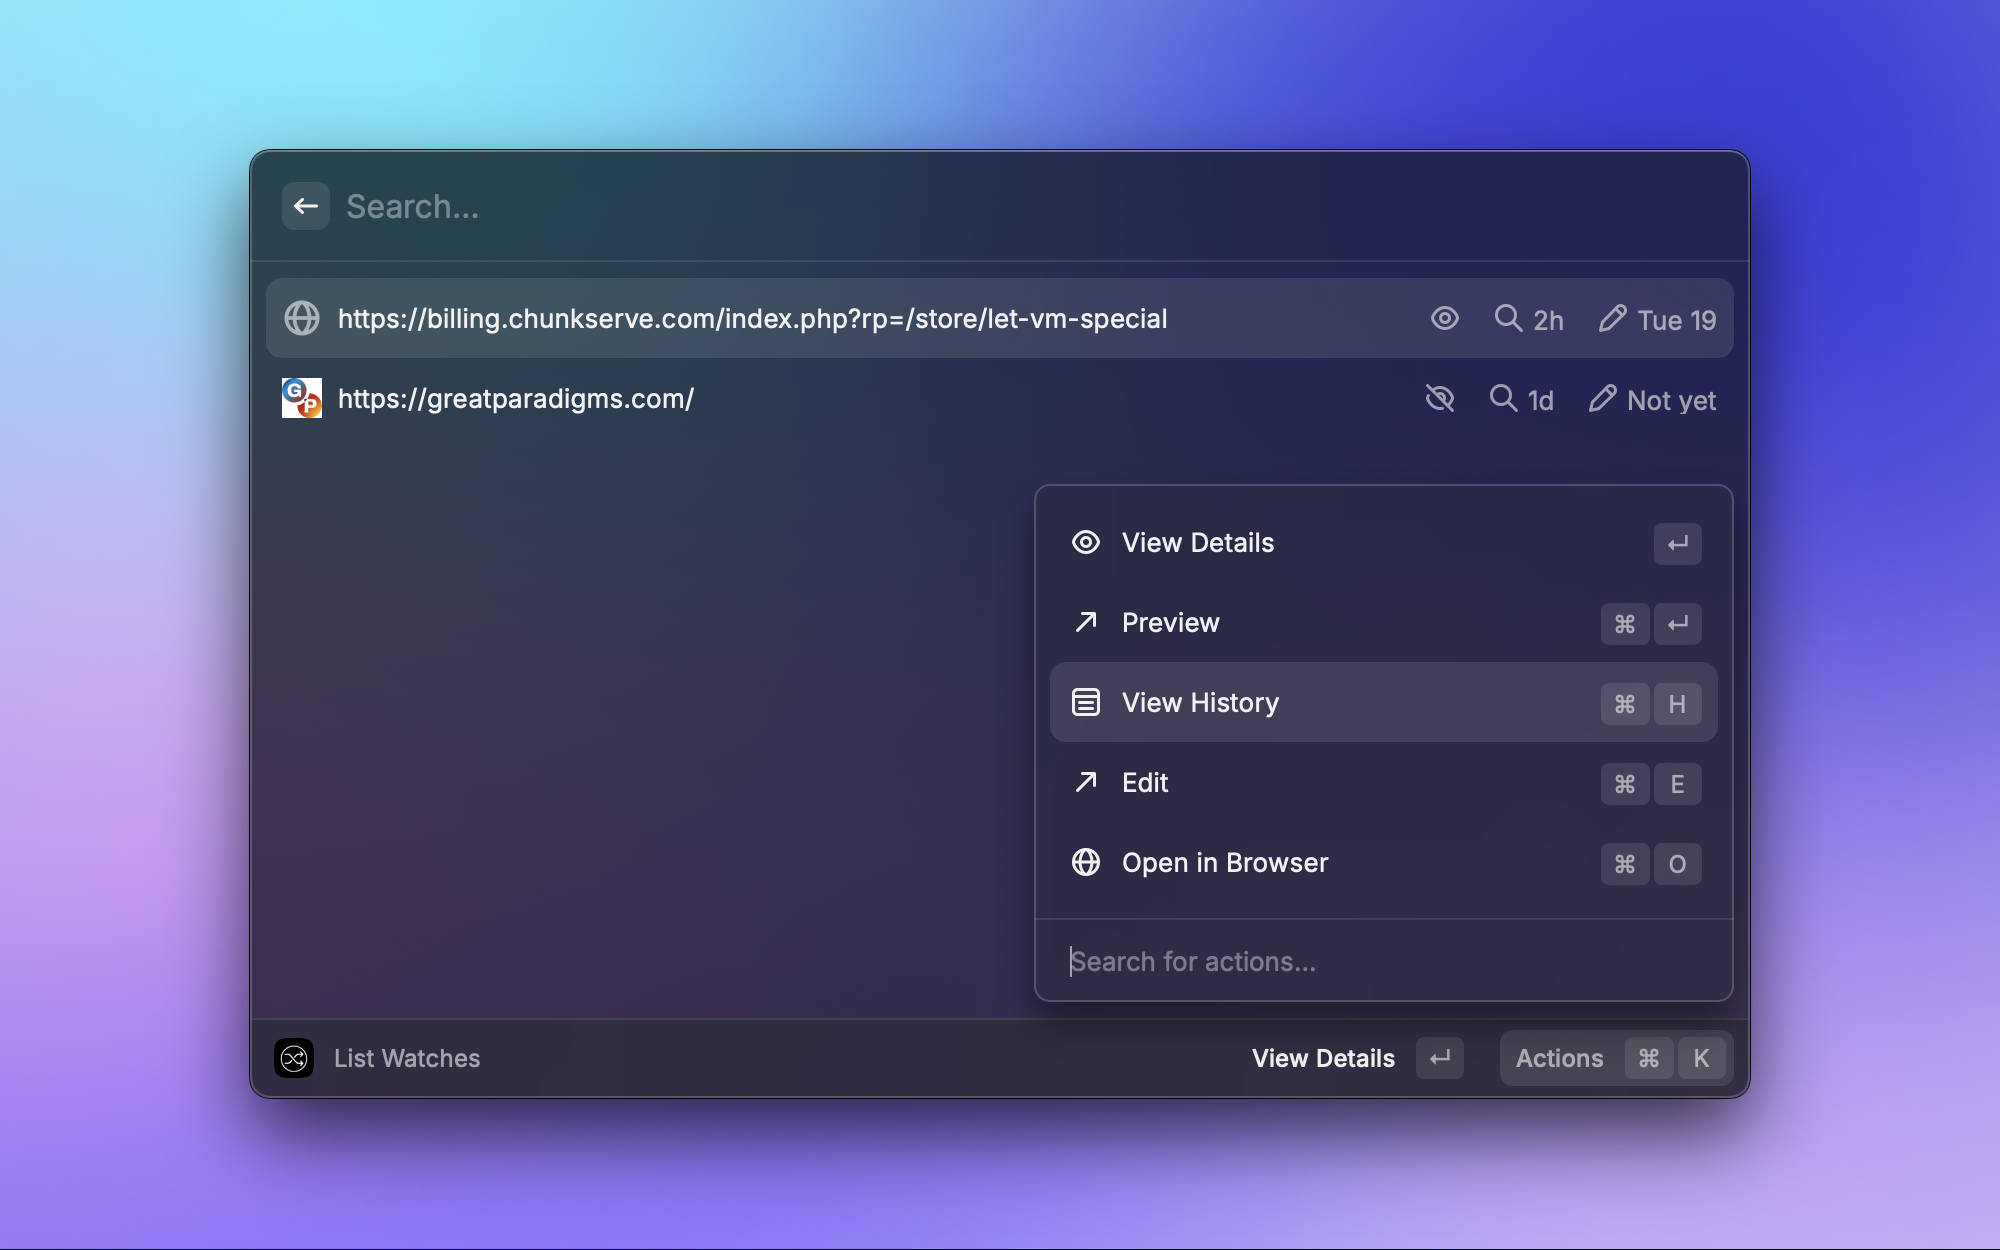 Search...
https://billing.chunkserve.com/index.php?rp=/store/let-vm-special 2h Tue 19
GP https://greatparadigms.com/ 1d Not yet
View Details ↵
Preview ⌘ ↵
View History ⌘ H
Edit ⌘ E
Open in Browser ⌘ O
Search for actions...
List Watches View Details ↵ Actions ⌘ K